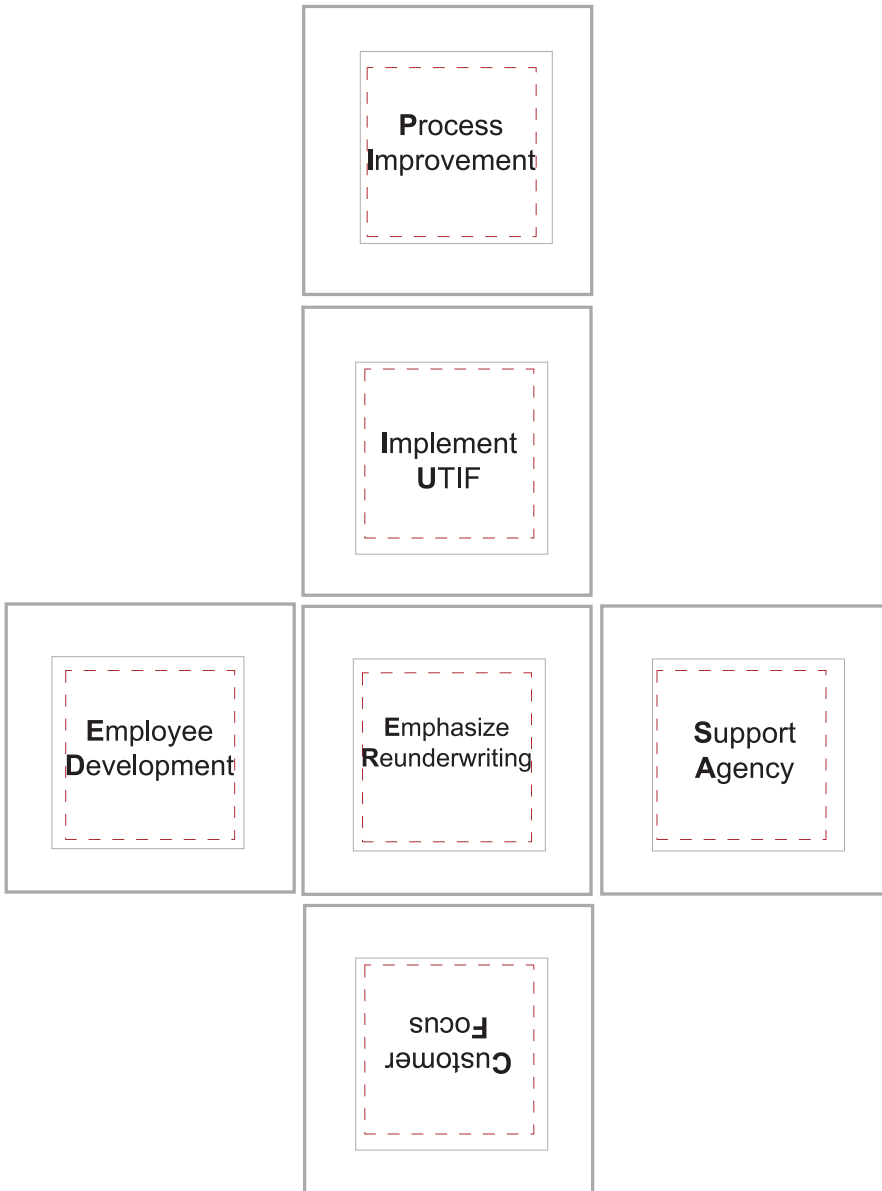 Process
Improvement
Implement
UTIF
Employee
Development
Emphasize
Reunderwriting
Support
Agency
Customer
Focus